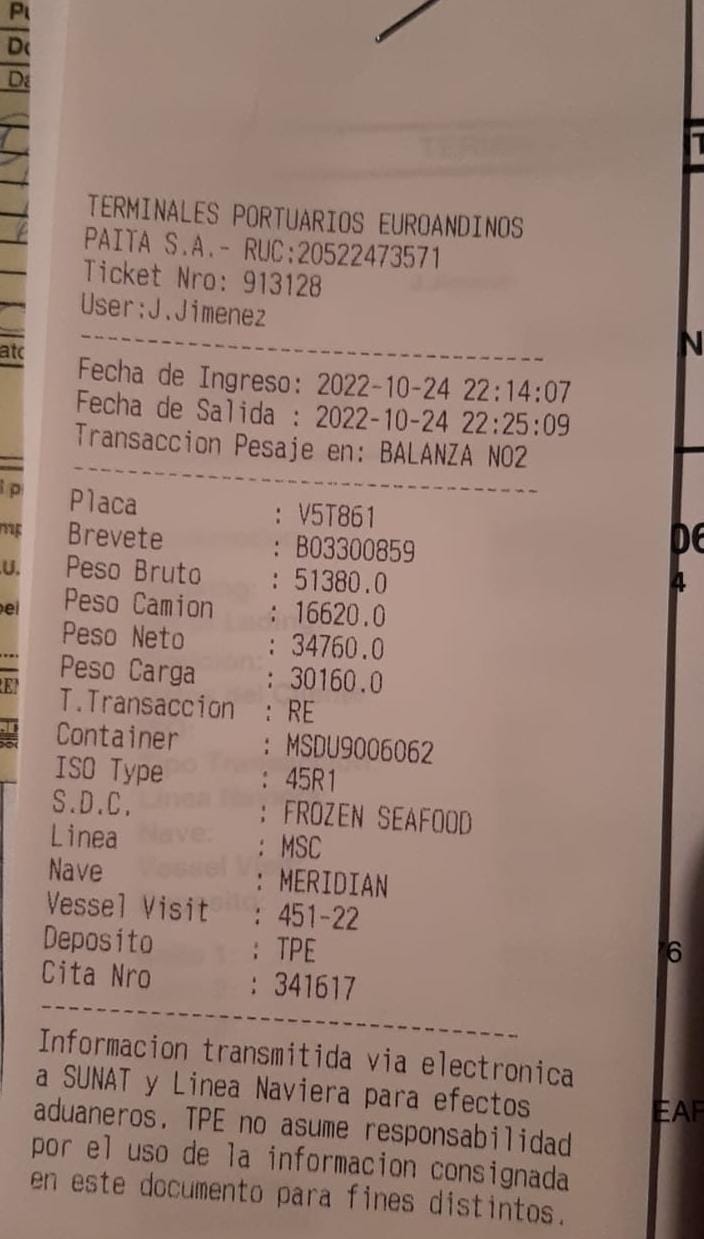 TERMINALES PORTUARIOS EUROANDINOS
PAITA S.A.- RUC:20522473571
Ticket Nro: 913128
User:J.Jimenez
Fecha de Ingreso: 2022-10-24 22:14:07
Fecha de Salida : 2022-10-24 22:25:09
Transaccion Pesaje en: BALANZA NO2
Placa : V5T861
Brevete : B03300859
Peso Bruto : 51380.0
Peso Camion : 16620.0
Peso Neto : 34760.0
Peso Carga : 30160.0
T.Transaccion : RE
Container : MSDU9006062
ISO Type : 45R1
S.D.C. : FROZEN SEAFOOD
Linea : MSC
Nave : MERIDIAN
Vessel Visit : 451-22
Deposito : TPE
Cita Nro : 341617
Informacion transmitida via electronica
a SUNAT y Linea Naviera para efectos
aduaneros. TPE no asume responsabilidad
por el uso de la informacion consignada
en este documento para fines distintos.